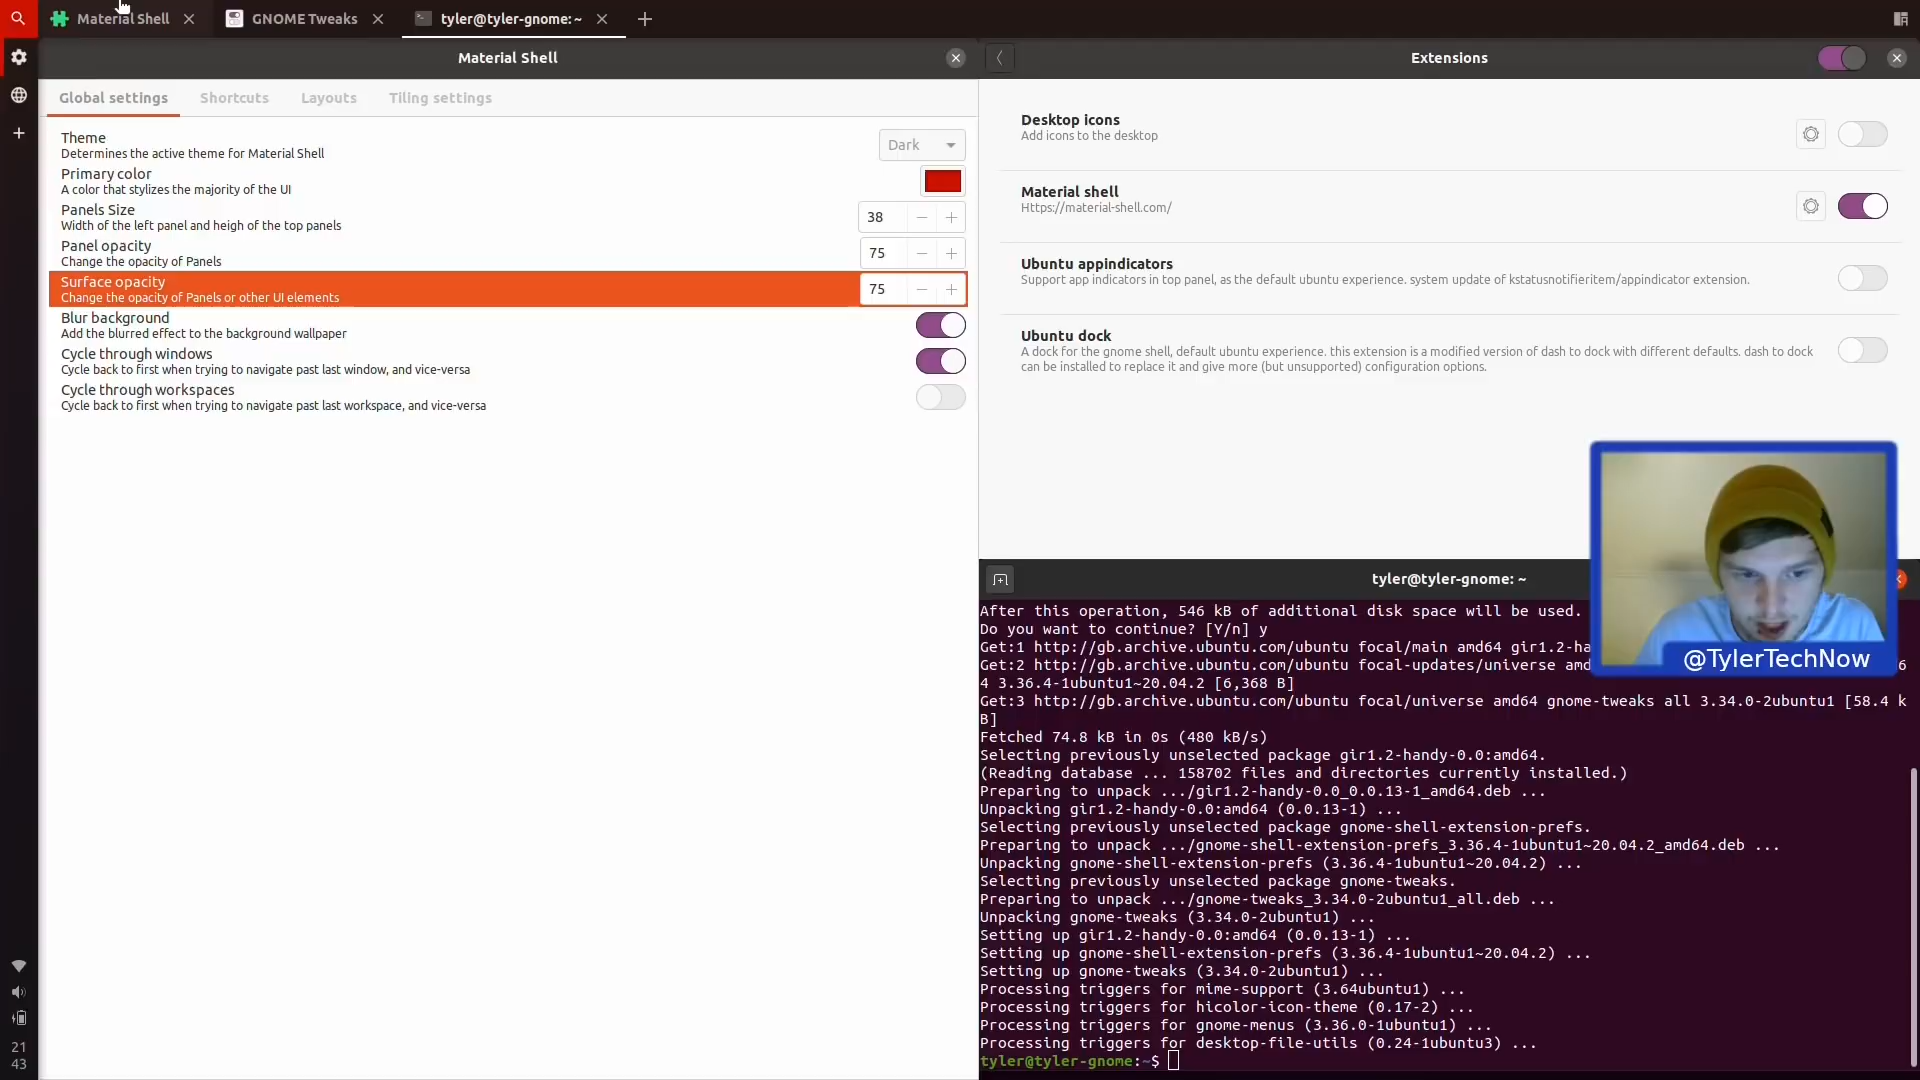 Material Shell
GNOME Tweaks
tyler@tyler-gnome: ~
Material Shell
Global settings
Shortcuts
Layouts
Tiling settings
Theme
Determines the active theme for Material Shell
Dark
Primary color
A color that stylizes the majority of the UI
Panels Size
Width of the left panel and heigh of the top panels
38
Panel opacity
Change the opacity of Panels
75
Surface opacity
Change the opacity of Panels or other UI elements
75
Blur background
Add the blurred effect to the background wallpaper
Cycle through windows
Cycle back to first when trying to navigate past last window, and vice-versa
Cycle through workspaces
Cycle back to first when trying to navigate past last workspace, and vice-versa
21
43
Extensions
Desktop icons
Add icons to the desktop
Material shell
Https://material-shell.com/
Ubuntu appindicators
Support app indicators in top panel, as the default ubuntu experience. system update of kstatusnotifieritem/appindicator extension.
Ubuntu dock
A dock for the gnome shell, default ubuntu experience. this extension is a modified version of dash to dock with different defaults. dash to dock
can be installed to replace it and give more (but unsupported) configuration options.
@TylerTechNow
tyler@tyler-gnome: ~
After this operation, 546 kB of additional disk space will be used.
Do you want to continue? [Y/n] y
Get:1 http://gb.archive.ubuntu.com/ubuntu focal/main amd64 gir1.2-ha
Get:2 http://gb.archive.ubuntu.com/ubuntu focal-updates/universe amd 6
4 3.36.4-1ubuntu1~20.04.2 [6,368 B]
Get:3 http://gb.archive.ubuntu.com/ubuntu focal/universe amd64 gnome-tweaks all 3.34.0-2ubuntu1 [58.4 k
B]
Fetched 74.8 kB in 0s (480 kB/s)
Selecting previously unselected package gir1.2-handy-0.0:amd64.
(Reading database ... 158702 files and directories currently installed.)
Preparing to unpack .../gir1.2-handy-0.0_0.0.13-1_amd64.deb ...
Unpacking gir1.2-handy-0.0:amd64 (0.0.13-1) ...
Selecting previously unselected package gnome-shell-extension-prefs.
Preparing to unpack .../gnome-shell-extension-prefs_3.36.4-1ubuntu1~20.04.2_amd64.deb ...
Unpacking gnome-shell-extension-prefs (3.36.4-1ubuntu1~20.04.2) ...
Selecting previously unselected package gnome-tweaks.
Preparing to unpack .../gnome-tweaks_3.34.0-2ubuntu1_all.deb ...
Unpacking gnome-tweaks (3.34.0-2ubuntu1) ...
Setting up gir1.2-handy-0.0:amd64 (0.0.13-1) ...
Setting up gnome-shell-extension-prefs (3.36.4-1ubuntu1~20.04.2) ...
Setting up gnome-tweaks (3.34.0-2ubuntu1) ...
Processing triggers for mime-support (3.64ubuntu1) ...
Processing triggers for hicolor-icon-theme (0.17-2) ...
Processing triggers for gnome-menus (3.36.0-1ubuntu1) ...
Processing triggers for desktop-file-utils (0.24-1ubuntu3) ...
tyler@tyler-gnome:~$